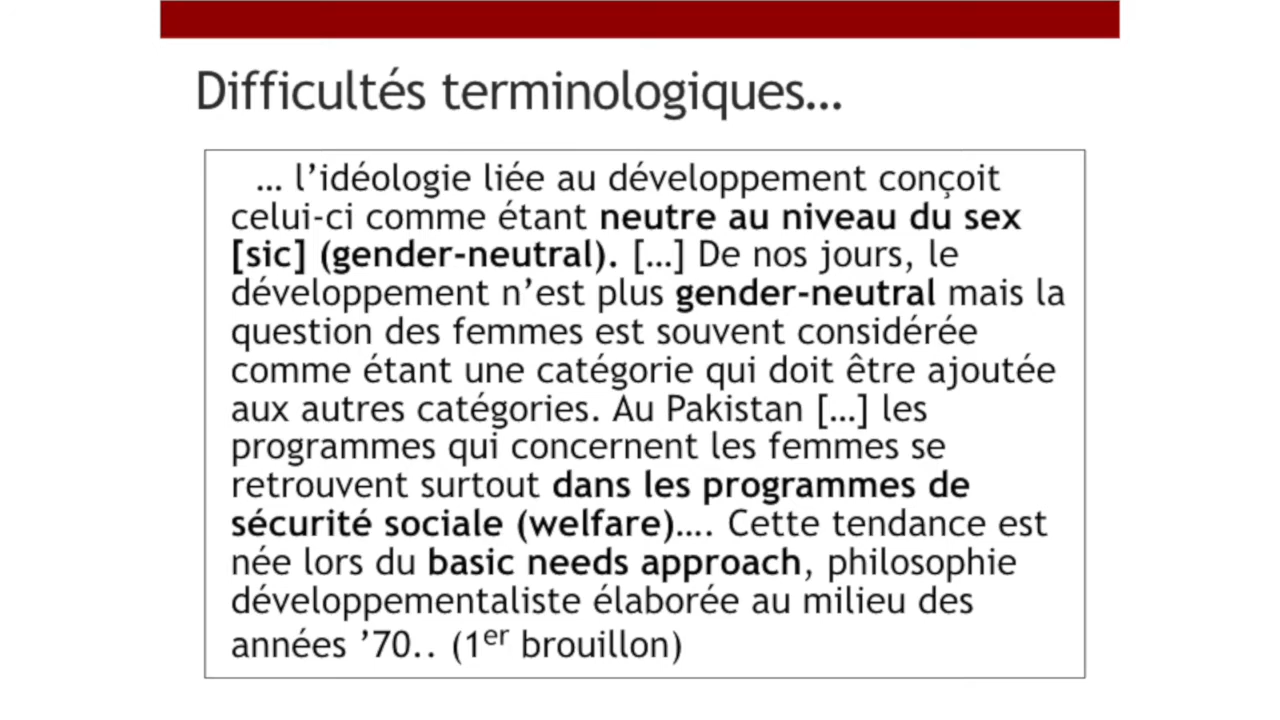 Difficultés terminologiques…
… l’idéologie liée au développement conçoit
celui-ci comme étant neutre au niveau du sex
[sic] (gender-neutral). […] De nos jours, le
développement n’est plus gender-neutral mais la
question des femmes est souvent considérée
comme étant une catégorie qui doit être ajoutée
aux autres catégories. Au Pakistan […] les
programmes qui concernent les femmes se
retrouvent surtout dans les programmes de
sécurité sociale (welfare)…. Cette tendance est
née lors du basic needs approach, philosophie
développementaliste élaborée au milieu des
années ’70.. (1er brouillon)